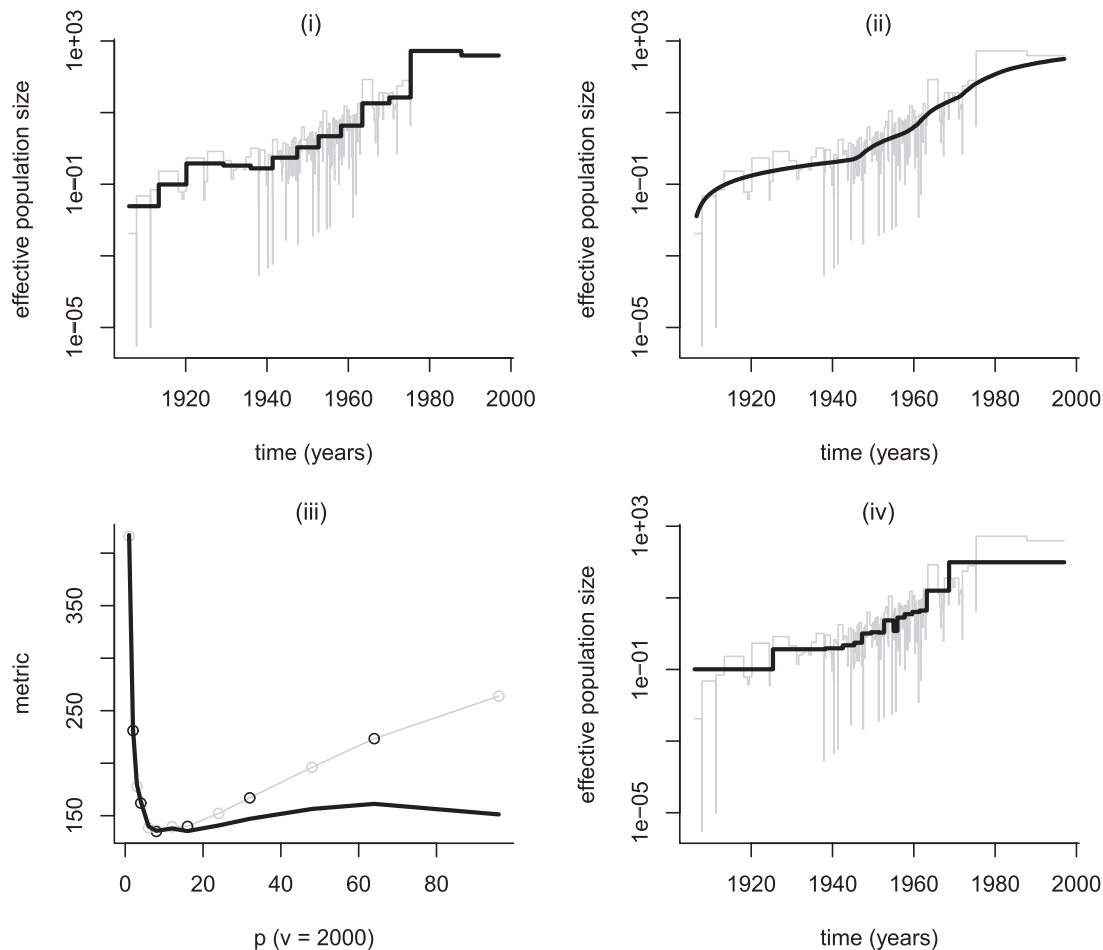 (i)
effective population size
1e+03
1e−01
1e−05
1920 1940 1960 1980 2000
time (years)
(ii)
effective population size
1e+03
1e−01
1e−05
1920 1940 1960 1980 2000
time (years)
(iii)
metric
350
250
150
0 20 40 60 80
p (v = 2000)
(iv)
effective population size
1e+03
1e−01
1e−05
1920 1940 1960 1980 2000
time (years)